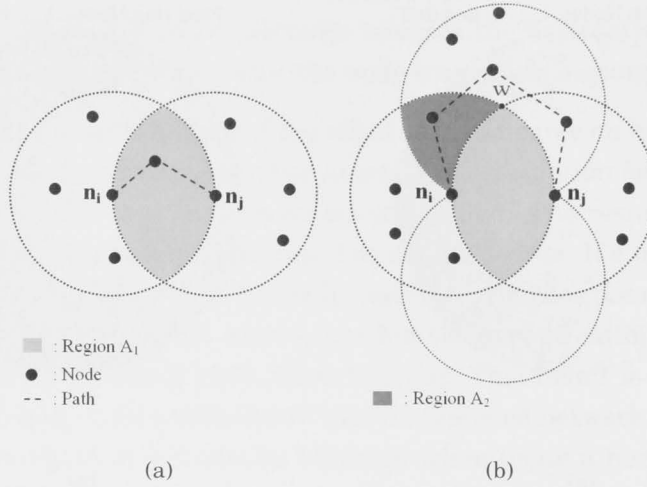 w
nᵢ nⱼ nᵢ nⱼ
: Region A₁
: Node
: Path : Region A₂
(a) (b)